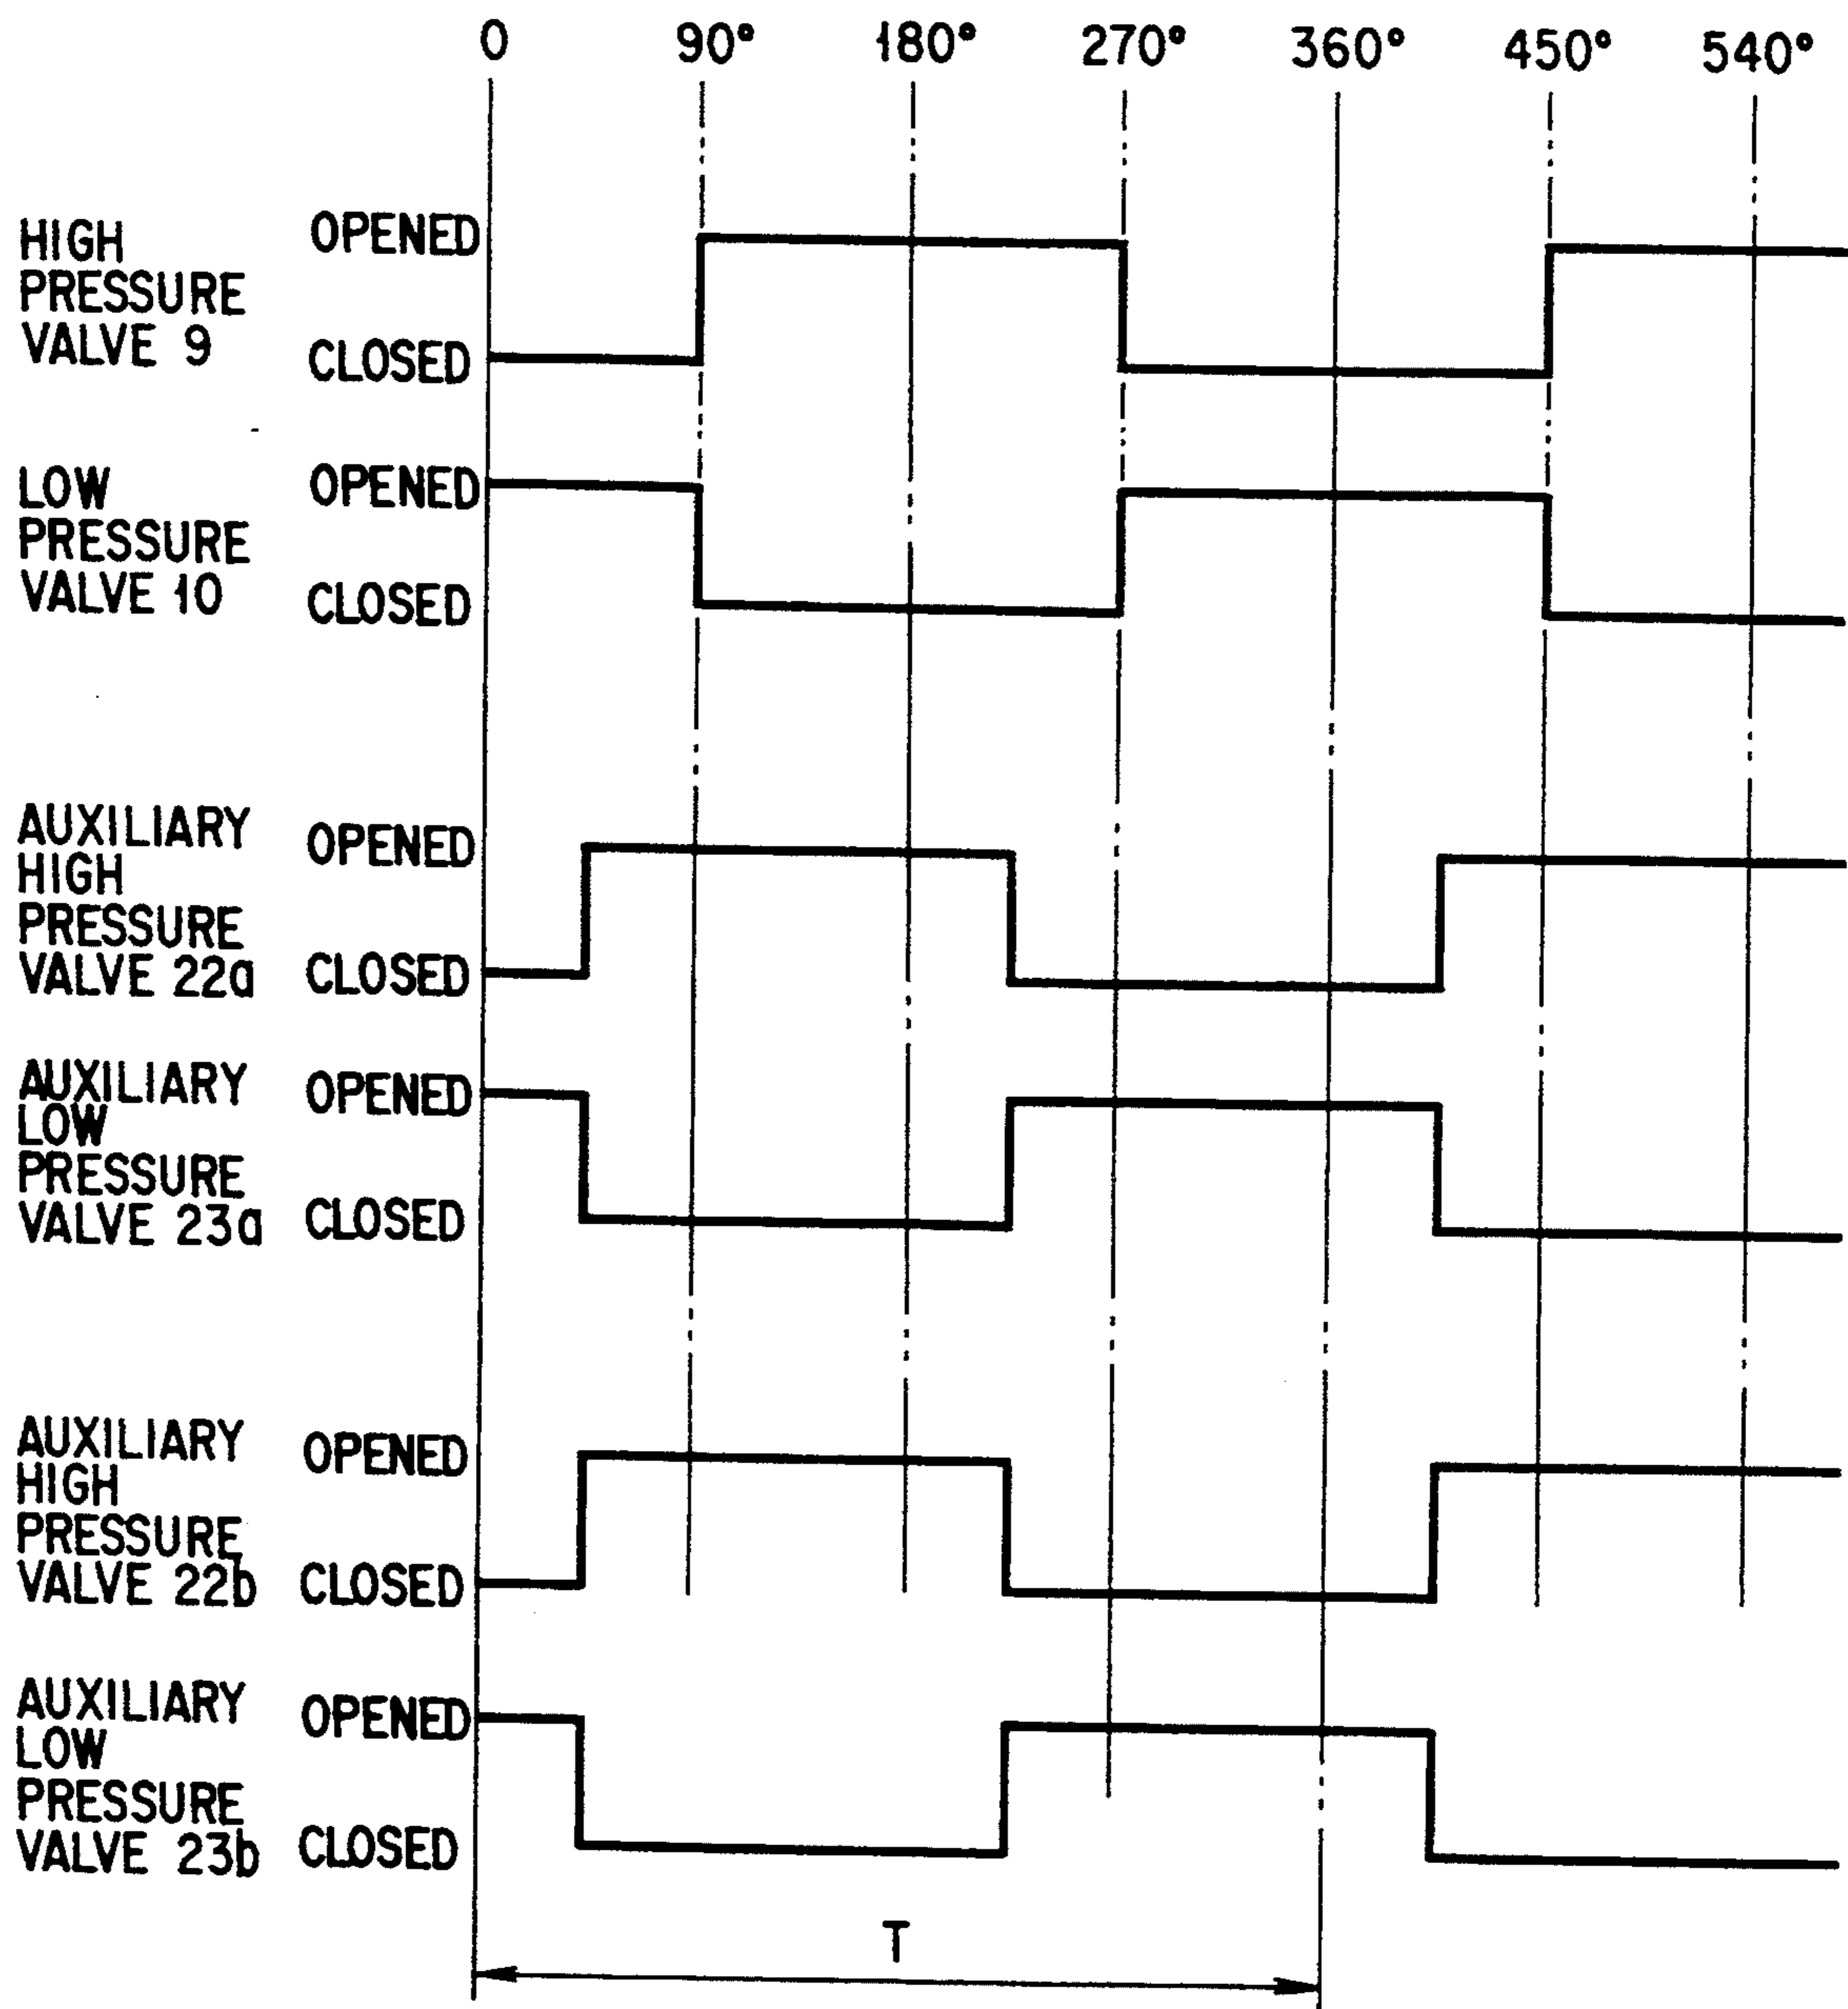 0 90° 180° 270° 360° 450° 540°
HIGH
PRESSURE
VALVE 9
OPENED
CLOSED
LOW
PRESSURE
VALVE 10
OPENED
CLOSED
AUXILIARY
HIGH
PRESSURE
VALVE 22a
OPENED
CLOSED
AUXILIARY
LOW
PRESSURE
VALVE 23a
OPENED
CLOSED
AUXILIARY
HIGH
PRESSURE
VALVE 22b
OPENED
CLOSED
AUXILIARY
LOW
PRESSURE
VALVE 23b
OPENED
CLOSED
T